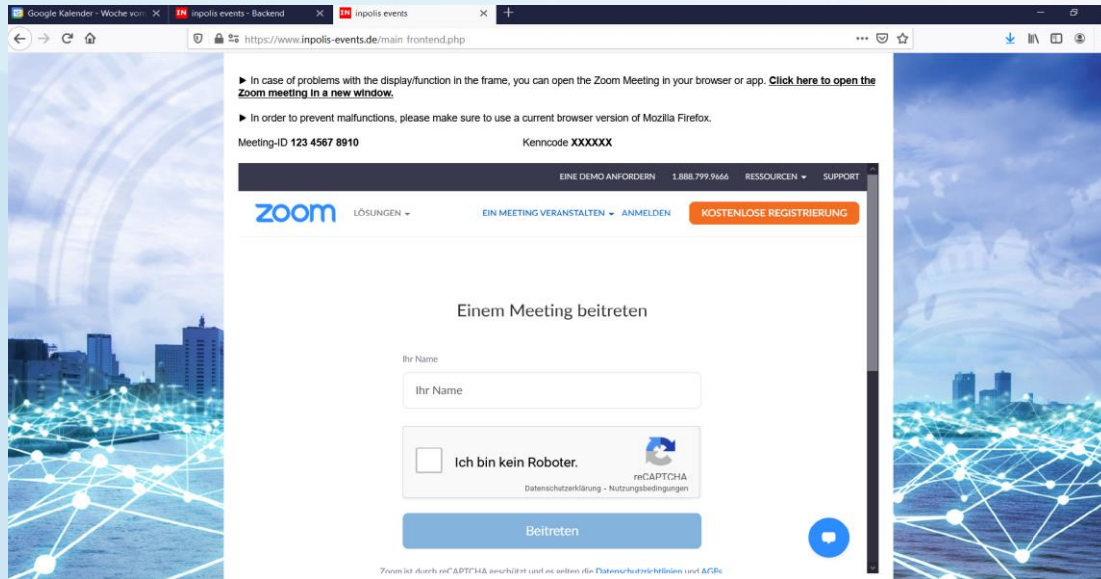 Google Kalender - Woche vom
IN inpolis events - Backend
IN inpolis events
https://www.inpolis-events.de/main frontend.php
► In case of problems with the display/function in the frame, you can open the Zoom Meeting in your browser or app. Click here to open the
Zoom meeting in a new window.
► In order to prevent malfunctions, please make sure to use a current browser version of Mozilla Firefox.
Meeting-ID 123 4567 8910 Kenncode XXXXXX
EINE DEMO ANFORDERN 1.888.799.9666 RESSOURCEN SUPPORT
zoom LÖSUNGEN EIN MEETING VERANSTALTEN ANMELDEN KOSTENLOSE REGISTRIERUNG
Einem Meeting beitreten
Ihr Name
Ihr Name
Ich bin kein Roboter.
reCAPTCHA
Datenschutzerklärung - Nutzungsbedingungen
Beitreten
Zoom ist durch reCAPTCHA geschützt und es gelten die Datenschutzrichtlinien und AGBs